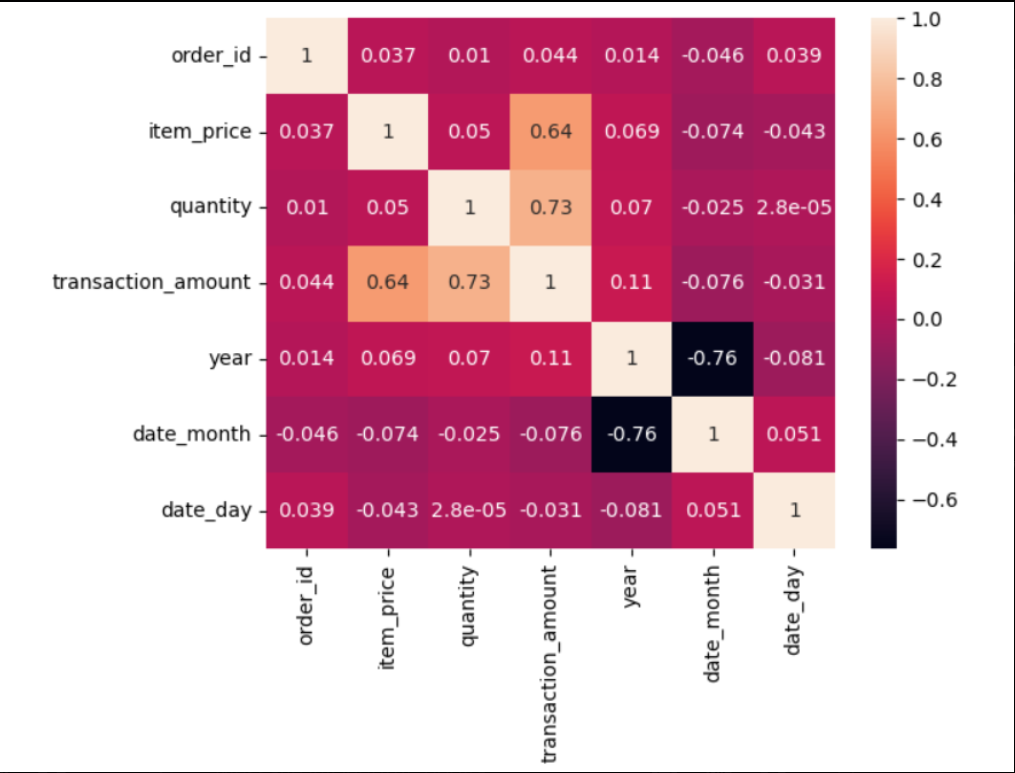 order_id 1 0.037 0.01 0.044 0.014 -0.046 0.039
item_price 0.037 1 0.05 0.64 0.069 -0.074 -0.043
quantity 0.01 0.05 1 0.73 0.07 -0.025 2.8e-05
transaction_amount 0.044 0.64 0.73 1 0.11 -0.076 -0.031
year 0.014 0.069 0.07 0.11 1 -0.76 -0.081
date_month -0.046 -0.074 -0.025 -0.076 -0.76 1 0.051
date_day 0.039 -0.043 2.8e-05 -0.031 -0.081 0.051 1
order_id
item_price
quantity
transaction_amount
year
date_month
date_day
1.0
0.8
0.6
0.4
0.2
0.0
−0.2
−0.4
−0.6